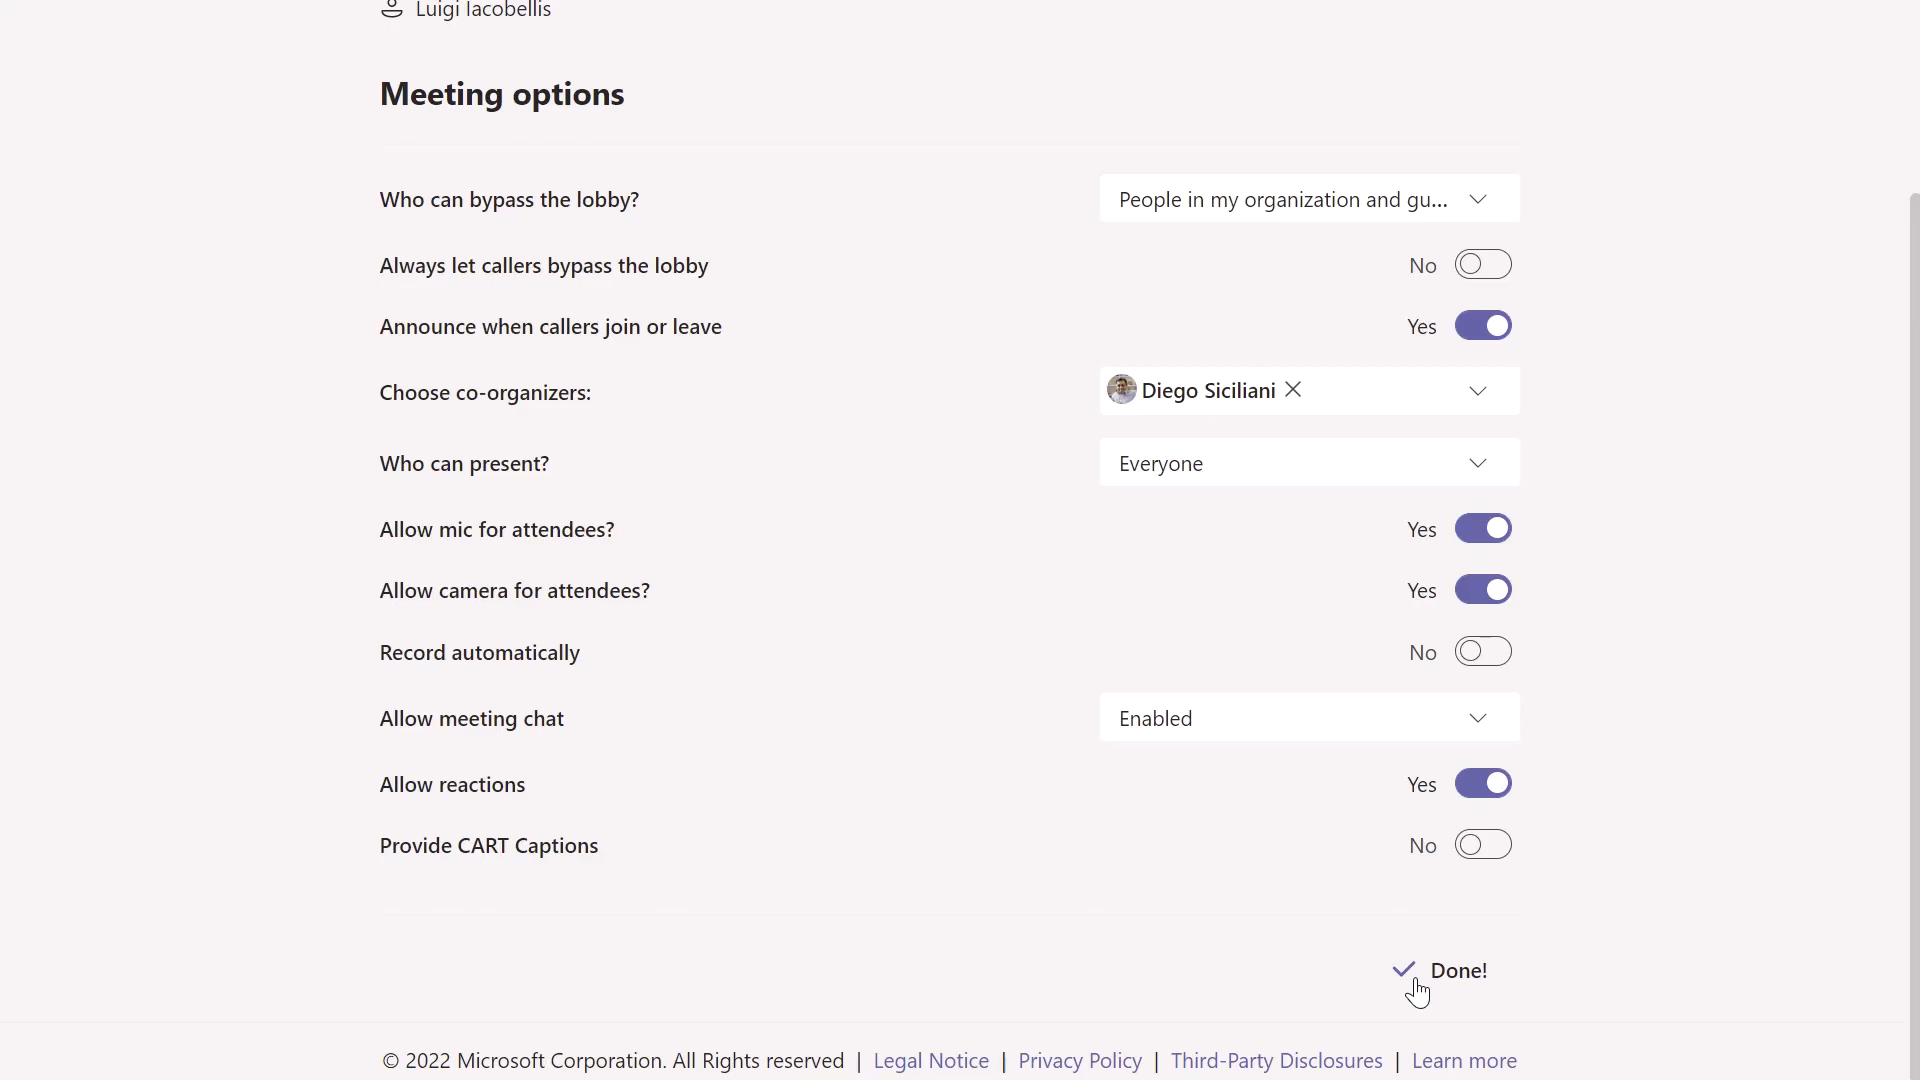 Luigi Iacobellis
Meeting options
Who can bypass the lobby?
People in my organization and gu...
Always let callers bypass the lobby
No
Announce when callers join or leave
Yes
Choose co-organizers:
Diego Siciliani
Who can present?
Everyone
Allow mic for attendees?
Yes
Allow camera for attendees?
Yes
Record automatically
No
Allow meeting chat
Enabled
Allow reactions
Yes
Provide CART Captions
No
Done!
© 2022 Microsoft Corporation. All Rights reserved | Legal Notice | Privacy Policy | Third-Party Disclosures | Learn more